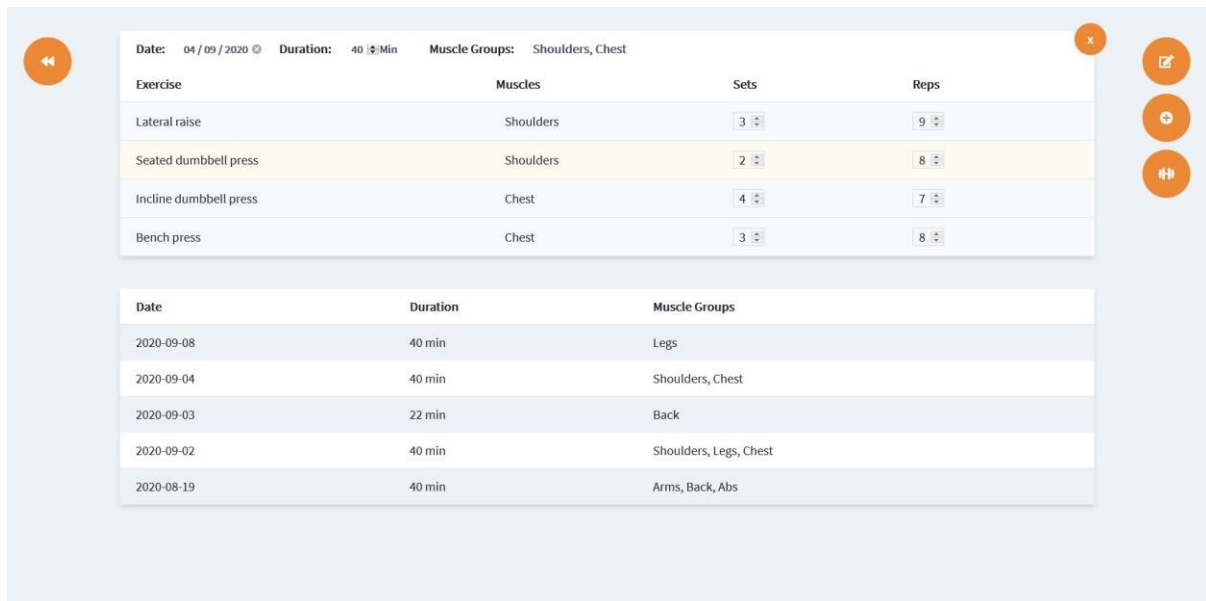 Date: 04 / 09 / 2020 Duration: 40 Min Muscle Groups: Shoulders, Chest x
Exercise Muscles Sets Reps
Lateral raise Shoulders 3 9
Seated dumbbell press Shoulders 2 8
Incline dumbbell press Chest 4 7
Bench press Chest 3 8
Date Duration Muscle Groups
2020-09-08 40 min Legs
2020-09-04 40 min Shoulders, Chest
2020-09-03 22 min Back
2020-09-02 40 min Shoulders, Legs, Chest
2020-08-19 40 min Arms, Back, Abs